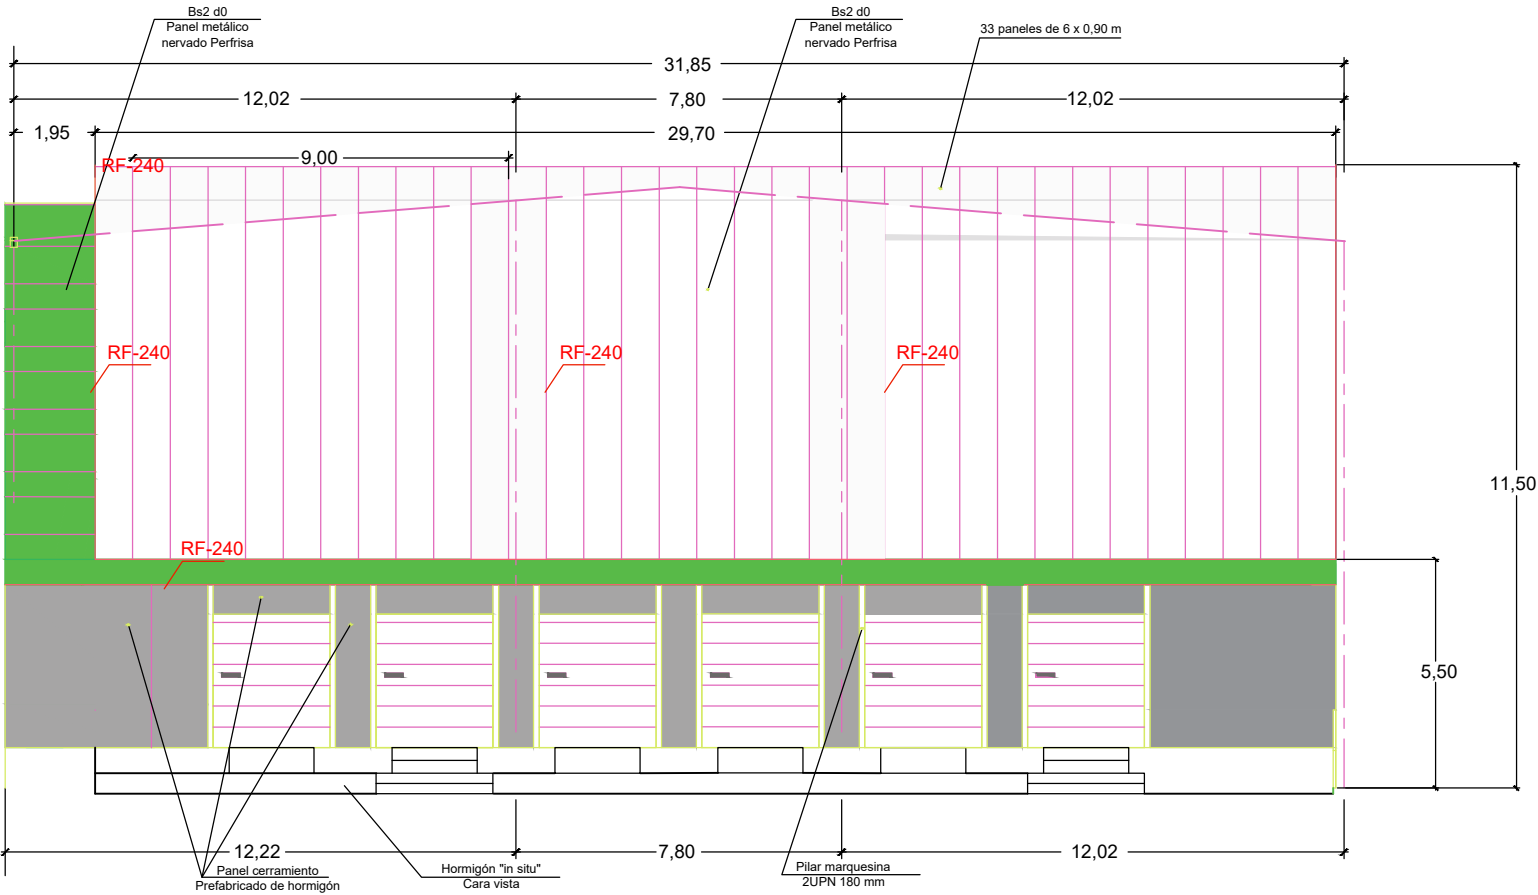 Bs2 d0
Panel metálico
nervado Perfrisa
Bs2 d0
Panel metálico
nervado Perfrisa
33 paneles de 6 x 0,90 m
31,85
12,02
7,80
12,02
1,95
29,70
9,00
RF-240
RF-240
RF-240
RF-240
11,50
RF-240
5,50
12,22
7,80
12,02
Panel cerramiento
Prefabricado de hormigón
Hormigón "in situ"
Cara vista
Pilar marquesina
2UPN 180 mm